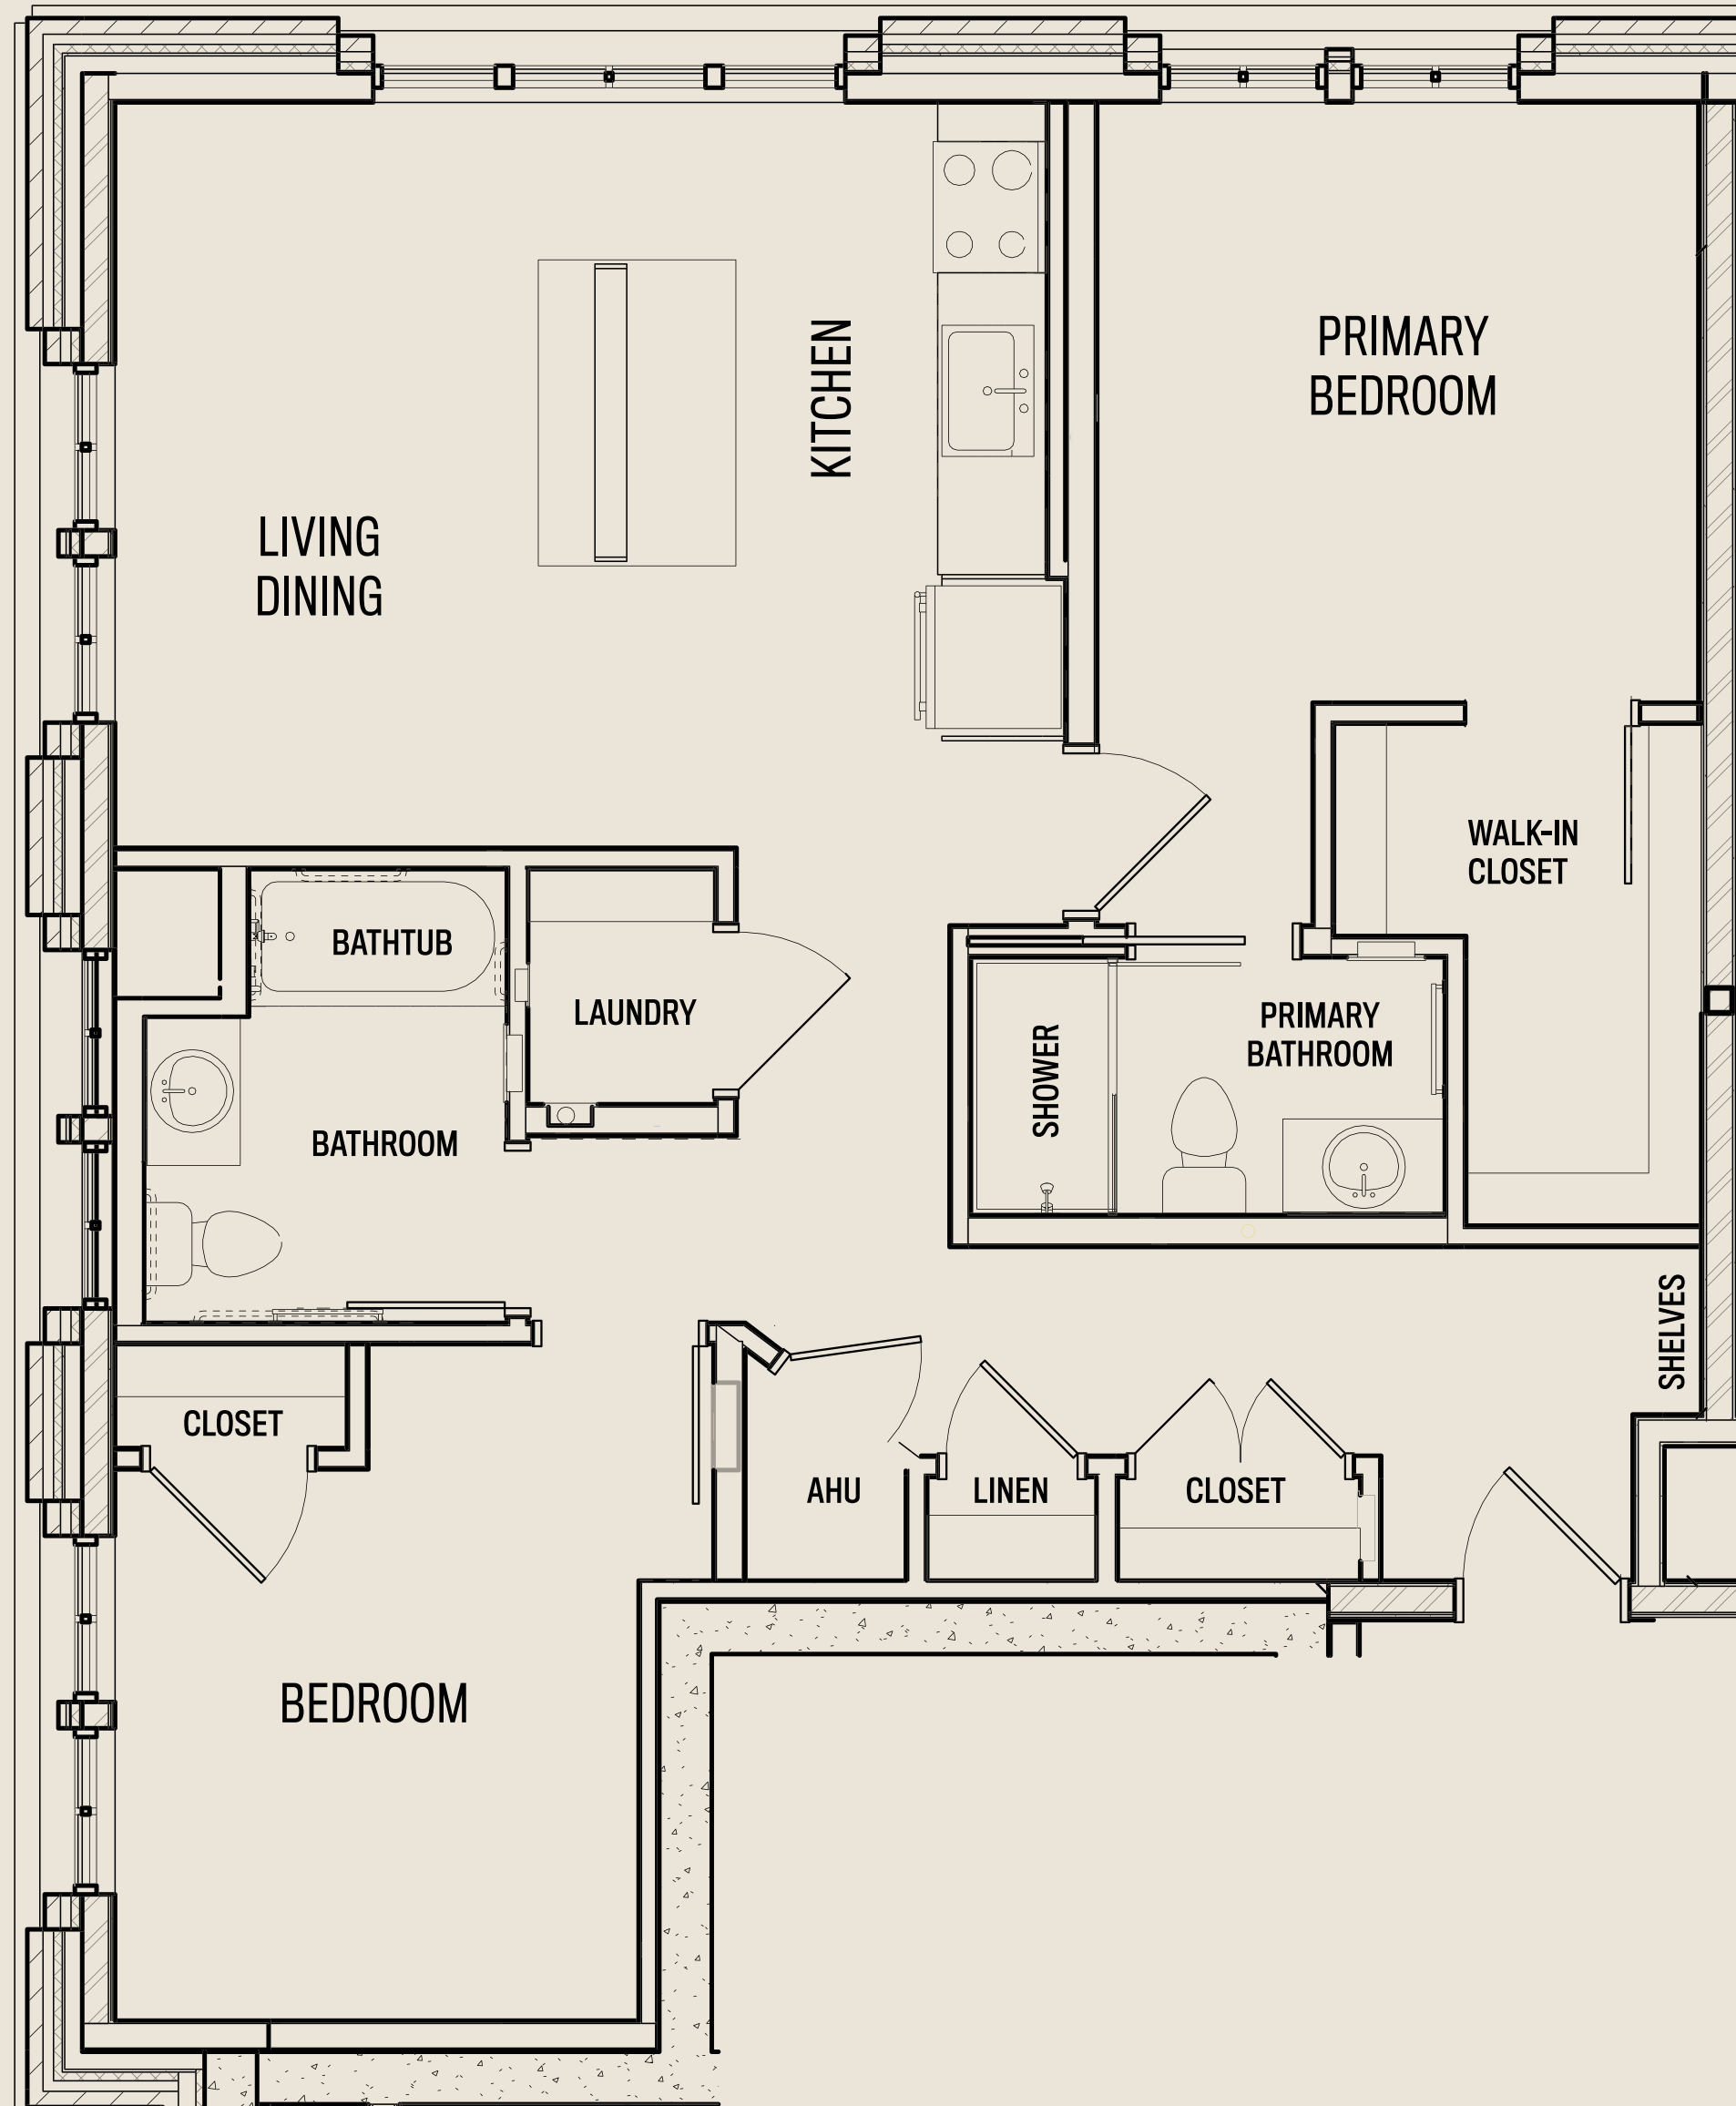 PRIMARY
BEDROOM
KITCHEN
LIVING
DINING
WALK-IN
CLOSET
BATHTUB
LAUNDRY
PRIMARY
BATHROOM
SHOWER
BATHROOM
SHELVES
CLOSET
AHU
LINEN
CLOSET
BEDROOM